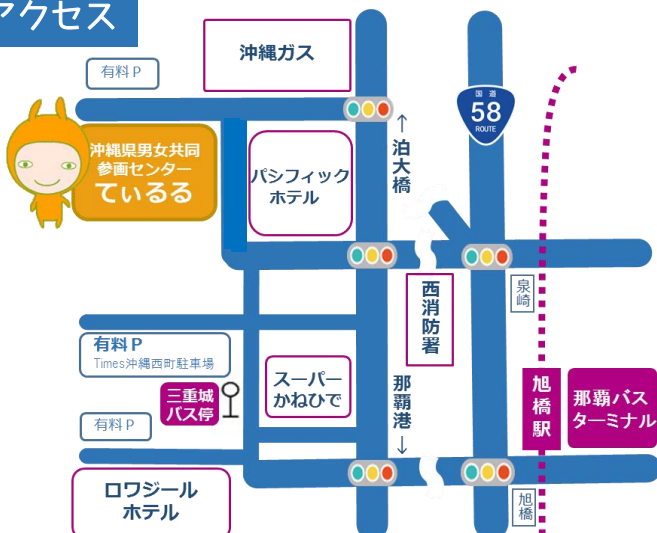 アクセス
沖縄ガス
有料Ｐ
国道
58
ROUTE
↑
泊大橋
沖縄県男女共同
参画センター
てぃるる
パシフィック
ホテル
西消防署
泉崎
有料Ｐ
Times沖縄西町駐車場
スーパー
かねひで
三重城
バス停
那覇港
↓
旭橋駅
那覇バス
ターミナル
有料Ｐ
ロワジール
ホテル
旭橋